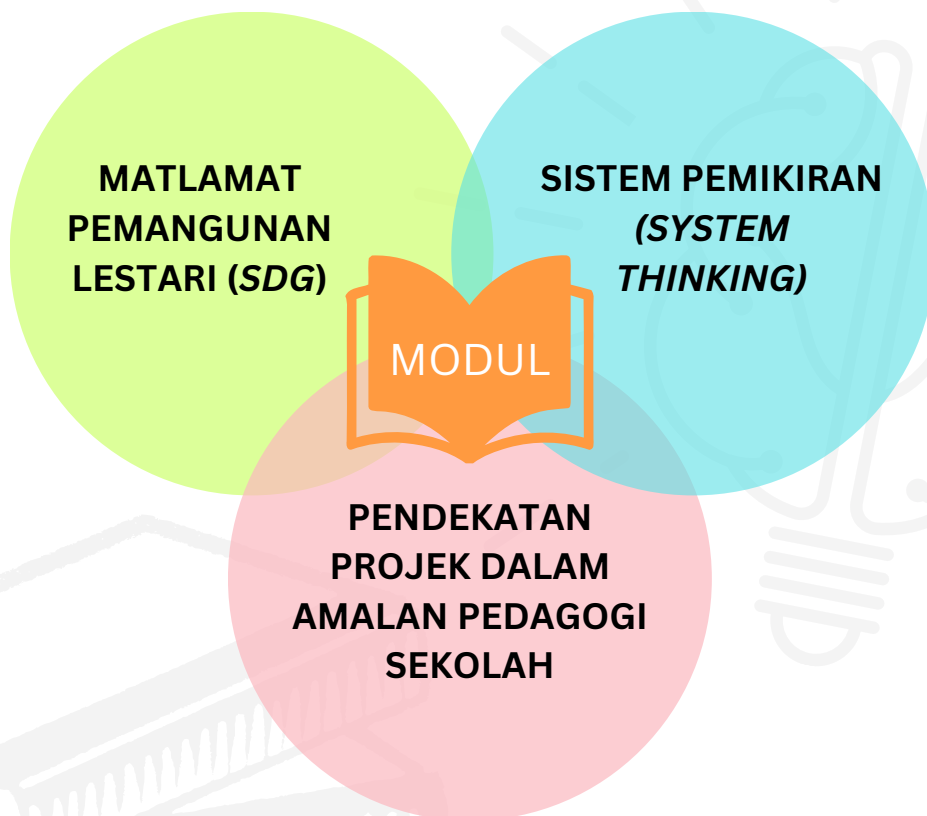 MATLAMAT
PEMANGUNAN
LESTARI (SDG)
SISTEM PEMIKIRAN
(SYSTEM
THINKING)
MODUL
PENDEKATAN
PROJEK DALAM
AMALAN PEDAGOGI
SEKOLAH